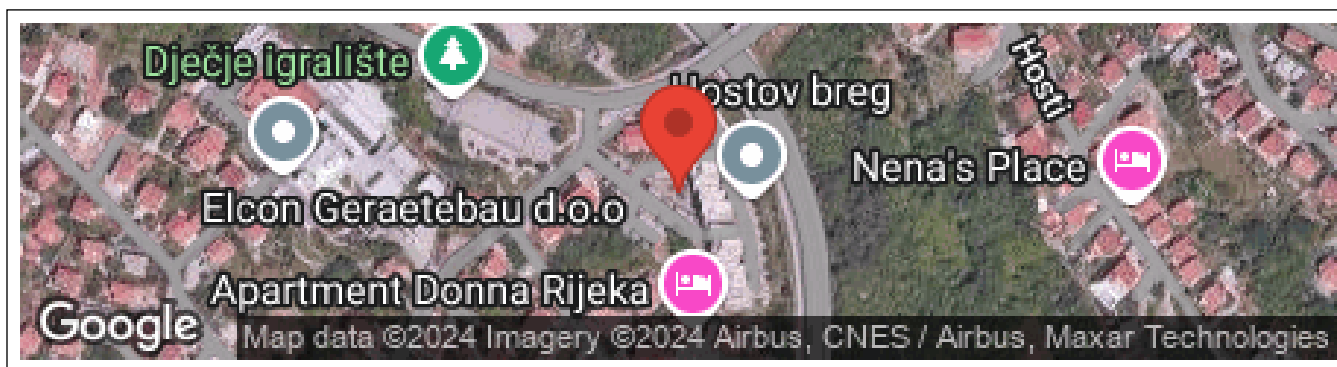 Dječje igralište
Hostov breg
Hosti
Nena's Place
Elcon Geraetebau d.o.o
Apartment Donna Rijeka
Google
Map data ©2024 Imagery ©2024 Airbus, CNES / Airbus, Maxar Technologies